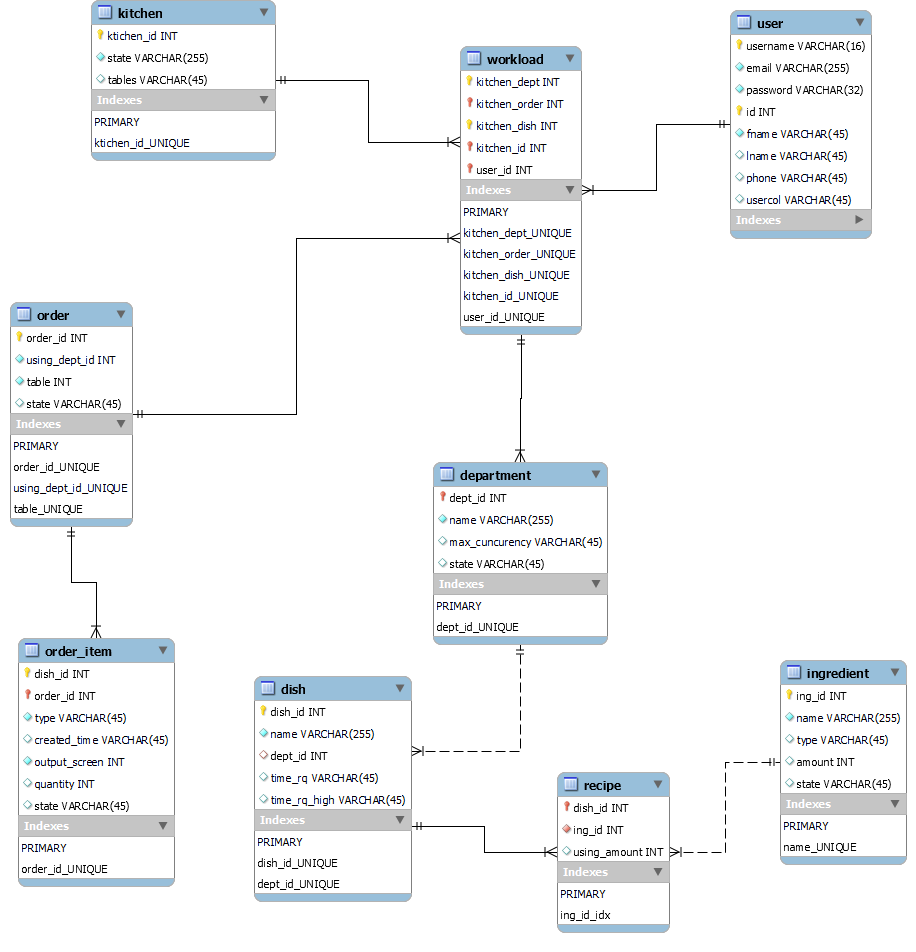 kitchen
ktichen_id INT
state VARCHAR(255)
tables VARCHAR(45)
Indexes
PRIMARY
ktichen_id_UNIQUE
workload
kitchen_dept INT
kitchen_order INT
kitchen_dish INT
kitchen_id INT
user_id INT
Indexes
PRIMARY
kitchen_dept_UNIQUE
kitchen_order_UNIQUE
kitchen_dish_UNIQUE
kitchen_id_UNIQUE
user_id_UNIQUE
user
username VARCHAR(16)
email VARCHAR(255)
password VARCHAR(32)
id INT
fname VARCHAR(45)
lname VARCHAR(45)
phone VARCHAR(45)
usercol VARCHAR(45)
Indexes
order
order_id INT
using_dept_id INT
table INT
state VARCHAR(45)
Indexes
PRIMARY
order_id_UNIQUE
using_dept_id_UNIQUE
table_UNIQUE
department
dept_id INT
name VARCHAR(255)
max_cuncurency VARCHAR(45)
state VARCHAR(45)
Indexes
PRIMARY
dept_id_UNIQUE
order_item
dish_id INT
order_id INT
type VARCHAR(45)
created_time VARCHAR(45)
output_screen INT
quantity INT
state VARCHAR(45)
Indexes
PRIMARY
order_id_UNIQUE
dish
dish_id INT
name VARCHAR(255)
dept_id INT
time_rq VARCHAR(45)
time_rq_high VARCHAR(45)
Indexes
PRIMARY
dish_id_UNIQUE
dept_id_UNIQUE
recipe
dish_id INT
ing_id INT
using_amount INT
Indexes
PRIMARY
ing_id_idx
ingredient
ing_id INT
name VARCHAR(255)
type VARCHAR(45)
amount INT
state VARCHAR(45)
Indexes
PRIMARY
name_UNIQUE